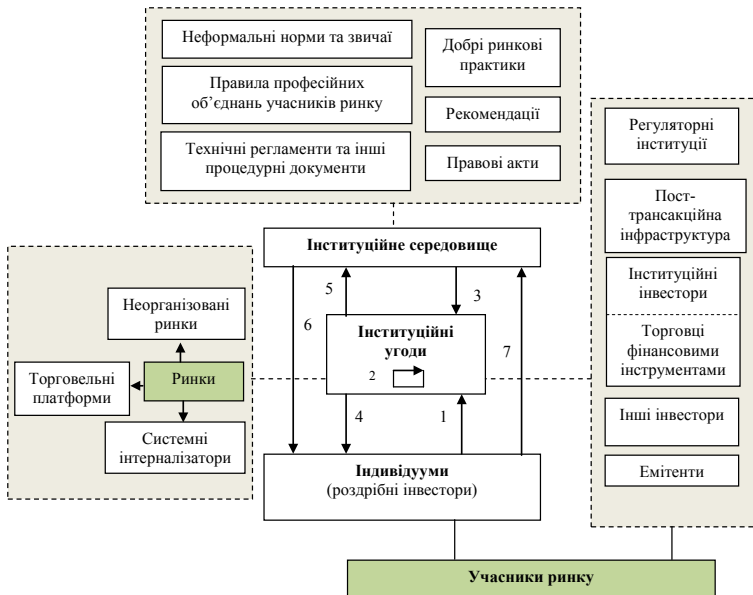 Неформальні норми та звичаї
Правила професійних
об’єднань учасників ринку
Технічні регламенти та інші
процедурні документи
Добрі ринкові
практики
Рекомендації
Правові акти
Регуляторні
інституції
Пост-
трансакційна
інфраструктура
Інституційні
інвестори
Торговці
фінансовими
інструментами
Інші інвестори
Емітенти
Інституційне середовище
5
3
6
7
Інституційні
угоди
2
4
1
Неорганізовані
ринки
Торговельні
платформи
Ринки
Системні
інтерналізатори
Індивідууми
(роздрібні інвестори)
Учасники ринку